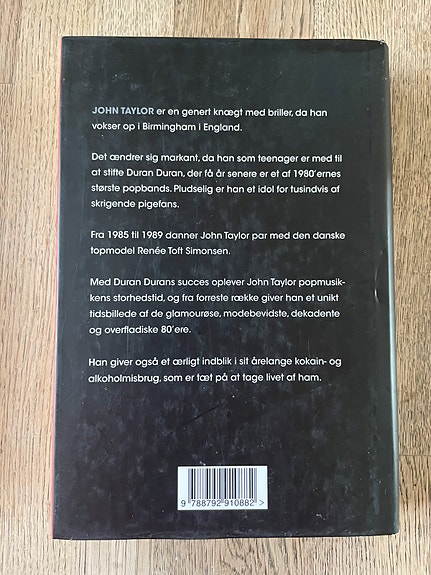 JOHN TAYLOR er en genert knægt med briller, da han
vokser op i Birmingham i England.
Det ændrer sig markant, da han som teenager er med til
at stifte Duran Duran, der få år senere er et af 1980'ernes
største popbands. Pludselig er han et idol for tusindvis af
skrigende pigefans.
Fra 1985 til 1989 danner John Taylor par med den danske
topmodel Renée Toft Simonsen.
Med Duran Durans succes oplever John Taylor popmusik-
kens storhedstid, og fra forreste række giver han et unikt
tidsbillede af de glamourøse, modebevidste, dekadente
og overfladiske 80'ere.
Han giver også et ærligt indblik i sit årelange kokain- og
alkoholmisbrug, som er tæt på at tage livet af ham.
9 788792 910882 >